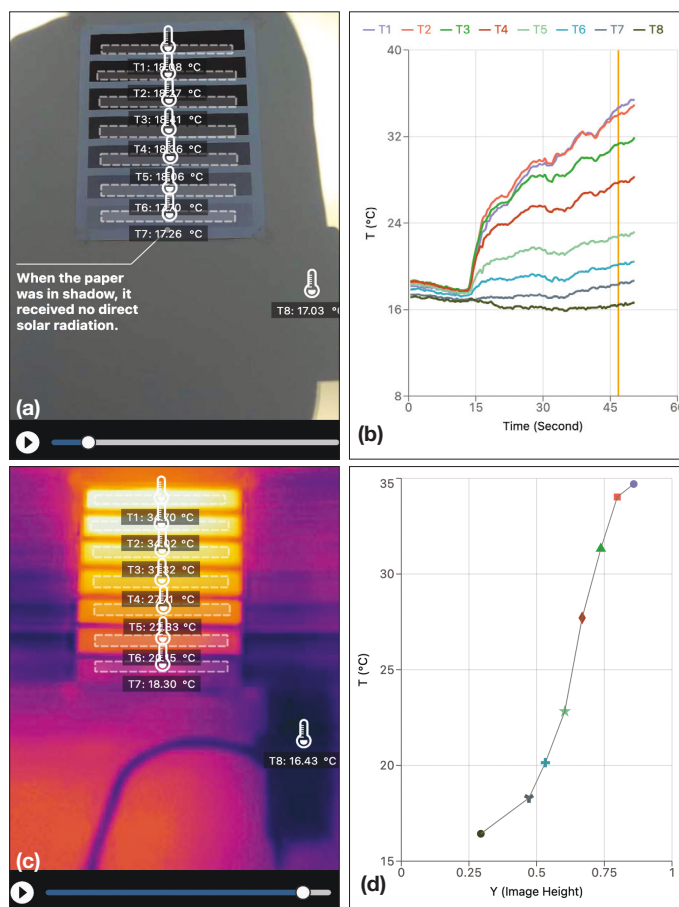 T1: 18.08 °C
T2: 18.27 °C
T3: 18.41 °C
T4: 18.36 °C
T5: 18.06 °C
T6: 17.70 °C
T7: 17.26 °C
When the paper
was in shadow, it
received no direct
solar radiation.
T8: 17.03 °C
(a)
T1 T2 T3 T4 T5 T6 T7 T8
40
32
24
16
8
T (°C)
0 15 30 45 60
Time (Second)
(b)
T1: 34.70 °C
T2: 34.02 °C
T3: 31.32 °C
T4: 27.71 °C
T5: 22.83 °C
T6: 20.15 °C
T7: 18.30 °C
T8: 16.43 °C
(c)
35
30
25
20
15
T (°C)
0 0.25 0.5 0.75 1
Y (Image Height)
(d)